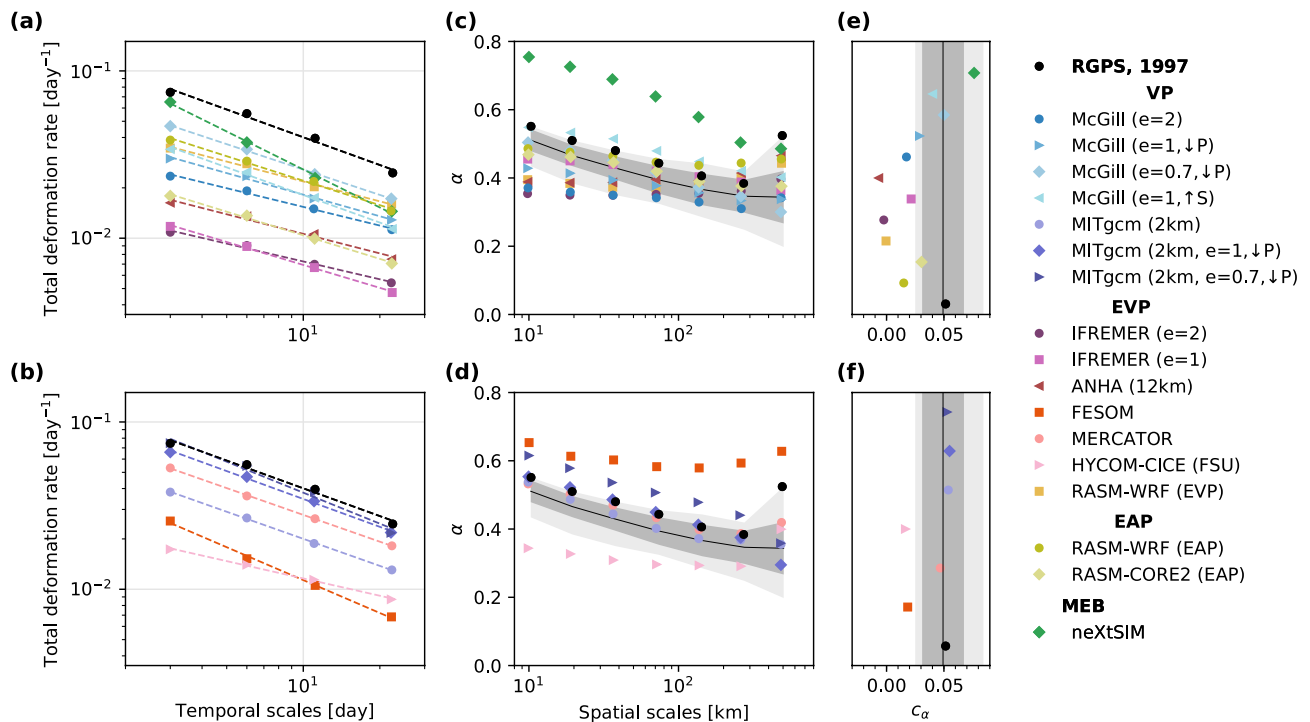 (a)
(c)
(e)
Total deformation rate [day⁻¹]
10⁻¹
10⁻²
10¹
α
0.8
0.6
0.4
0.2
0.0
10¹
10²
0.00
0.05
(b)
(d)
(f)
Total deformation rate [day⁻¹]
10⁻¹
10⁻²
10¹
Temporal scales [day]
α
0.8
0.6
0.4
0.2
0.0
10¹
10²
Spatial scales [km]
0.00
0.05
cα
RGPS, 1997
VP
McGill (e=2)
McGill (e=1,↓P)
McGill (e=0.7,↓P)
McGill (e=1,↑S)
MITgcm (2km)
MITgcm (2km, e=1,↓P)
MITgcm (2km, e=0.7,↓P)
EVP
IFREMER (e=2)
IFREMER (e=1)
ANHA (12km)
FESOM
MERCATOR
HYCOM-CICE (FSU)
RASM-WRF (EVP)
EAP
RASM-WRF (EAP)
RASM-CORE2 (EAP)
MEB
neXtSIM